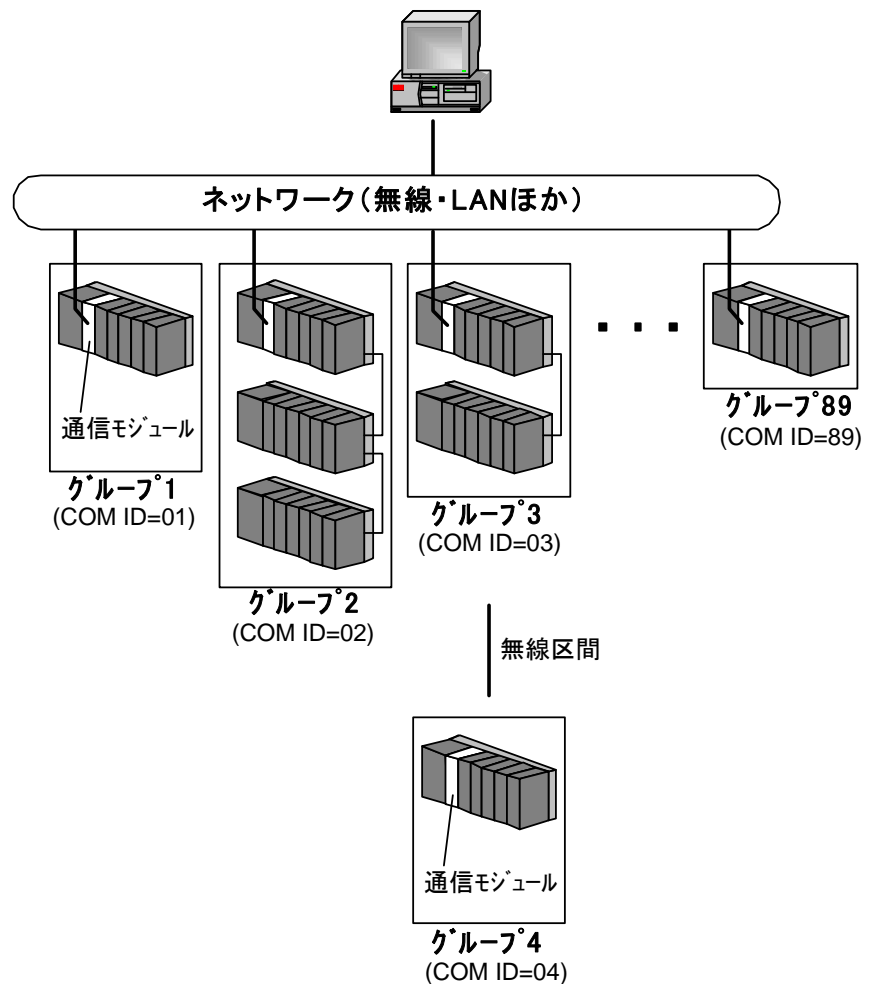 ネットワーク(無線・LANほか)
通信ﾓｼﾞｭｰﾙ
ｸﾞﾙｰﾌﾟ1
(COM ID=01)
ｸﾞﾙｰﾌﾟ2
(COM ID=02)
ｸﾞﾙｰﾌﾟ3
(COM ID=03)
・・・
ｸﾞﾙｰﾌﾟ89
(COM ID=89)
無線区間
通信ﾓｼﾞｭｰﾙ
ｸﾞﾙｰﾌﾟ4
(COM ID=04)